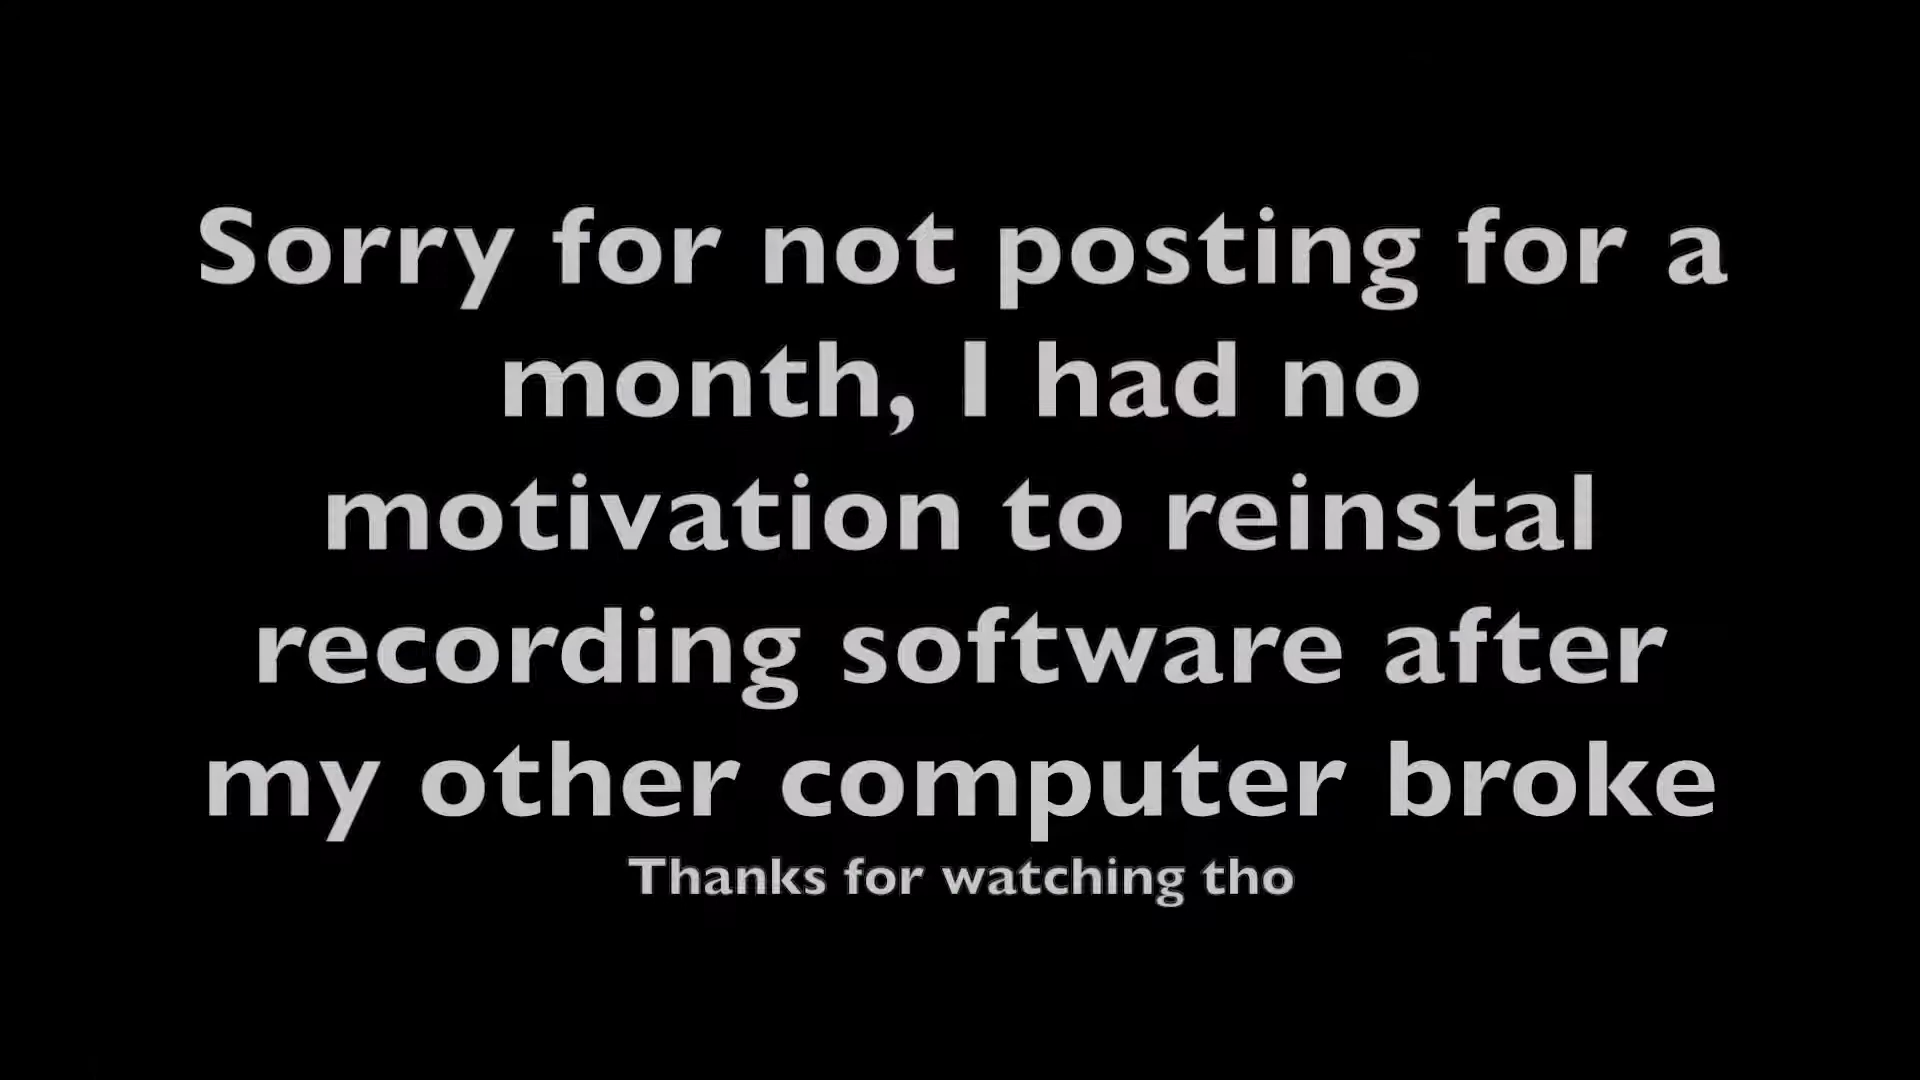 Sorry for not posting for a
month, I had no
motivation to reinstal
recording software after
my other computer broke
Thanks for watching tho